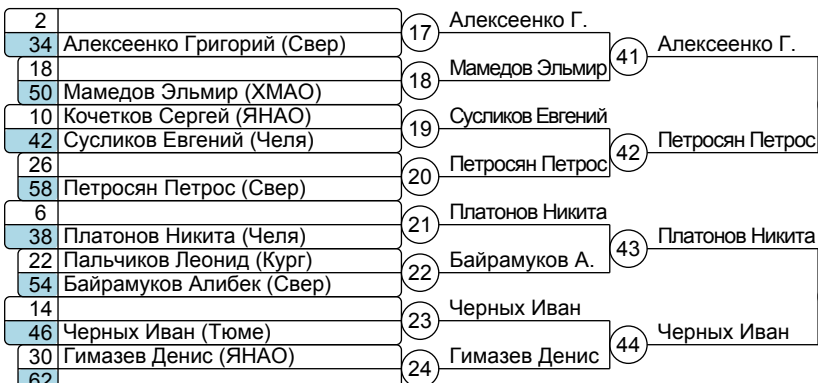 2
34 Алексеенко Григорий (Свер)
17
Алексеенко Г.
18
50 Мамедов Эльмир (ХМАО)
18
Мамедов Эльмир
41
Алексеенко Г.
10 Кочетков Сергей (ЯНАО)
42 Сусликов Евгений (Челя)
19
Сусликов Евгений
26
58 Петросян Петрос (Свер)
20
Петросян Петрос
42
Петросян Петрос
6
38 Платонов Никита (Челя)
21
Платонов Никита
22 Пальчиков Леонид (Кург)
54 Байрамуков Алибек (Свер)
22
Байрамуков А.
43
Платонов Никита
14
46 Черных Иван (Тюме)
23
Черных Иван
30 Гимазев Денис (ЯНАО)
62
24
Гимазев Денис
44
Черных Иван